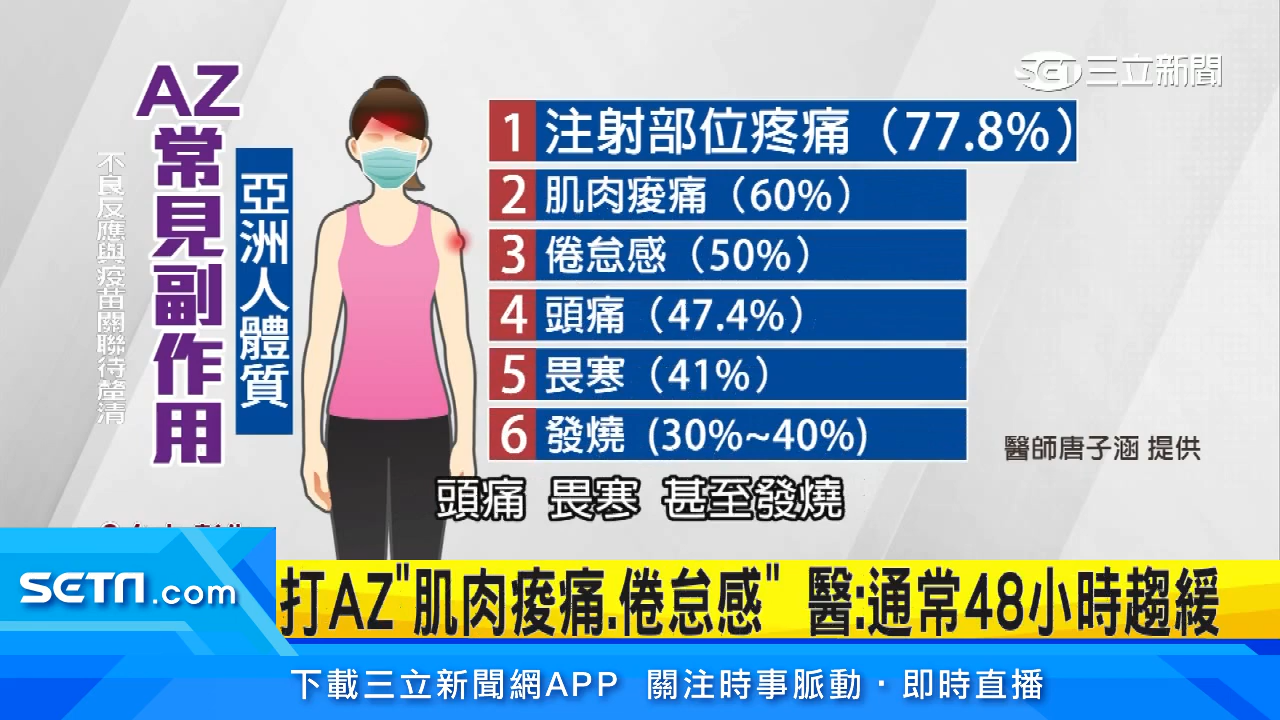 SET 三立新聞
AZ常見副作用
不良反應與疫苗關聯待釐清
亞洲人體質
1 注射部位疼痛（77.8%）
2 肌肉痠痛（60%）
3 倦怠感（50%）
4 頭痛（47.4%）
5 畏寒（41%）
6 發燒 (30%~40%)
醫師唐子涵 提供
頭痛 畏寒 甚至發燒
SETN.com
打AZ"肌肉痠痛.倦怠感" 醫:通常48小時趨緩
下載三立新聞網APP 關注時事脈動・即時直播